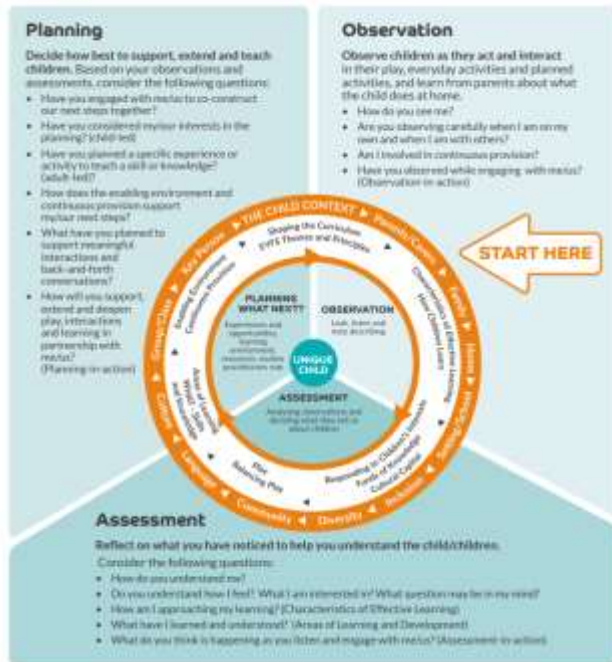 Planning
Decide how best to support, extend and teach
children. Based on your observations and
assessments, consider the following questions:
• Have you engaged with me/us to co-construct
our next steps together?
• Have you considered my/our interests in the
planning? (child-led)
• Have you planned a specific experience or
activity to teach a skill or knowledge?
(adult-led)?
• How does the enabling environment and
continuous provision support
my/our next steps?
• What have you planned to
support meaningful
interactions and
back-and-forth
conversations?
• How will you support,
extend and deepen
play, interactions
and learning in
partnership with
me/us?
(Planning-in-action)
Observation
Observe children as they act and interact
in their play, everyday activities and planned
activities, and learn from parents about what
the child does at home.
• How do you see me?
• Are you observing carefully when I am on my
own and when I am with others?
• Am I involved in continuous provision?
• Have you observed while engaging with me/us?
(Observation-in-action)
START HERE
THE CHILD CONTEXT
Parents/Carers
Family
Home
Setting/School
Inclusion
Diversity
Community
Language
Culture
Group/Class
Key Person
Shaping the Curriculum
EYFS Themes and Principles
Characteristics of Effective Learning
How Children Learn
Responding to Children's Interests
Funds of Knowledge
Cultural Capital
Play
Balancing Play
Areas of Learning
WHAT - Skills
and Knowledge
Enabling Environment
Continuous Provision
PLANNING
WHAT NEXT?
Experiences and
opportunities,
learning
environment,
resources, routines,
practitioners role
OBSERVATION
Look, listen and
note describing
UNIQUE
CHILD
ASSESSMENT
Analysing observations and
deciding what they tell us
about children
Assessment
Reflect on what you have noticed to help you understand the child/children.
Consider the following questions:
• How do you understand me?
• Do you understand how I feel? What I am interested in? What question may be in my mind?
• How am I approaching my learning? (Characteristics of Effective Learning)
• What have I learned and understood? (Areas of Learning and Development)
• What do you think is happening as you listen and engage with me/us? (Assessment-in-action)